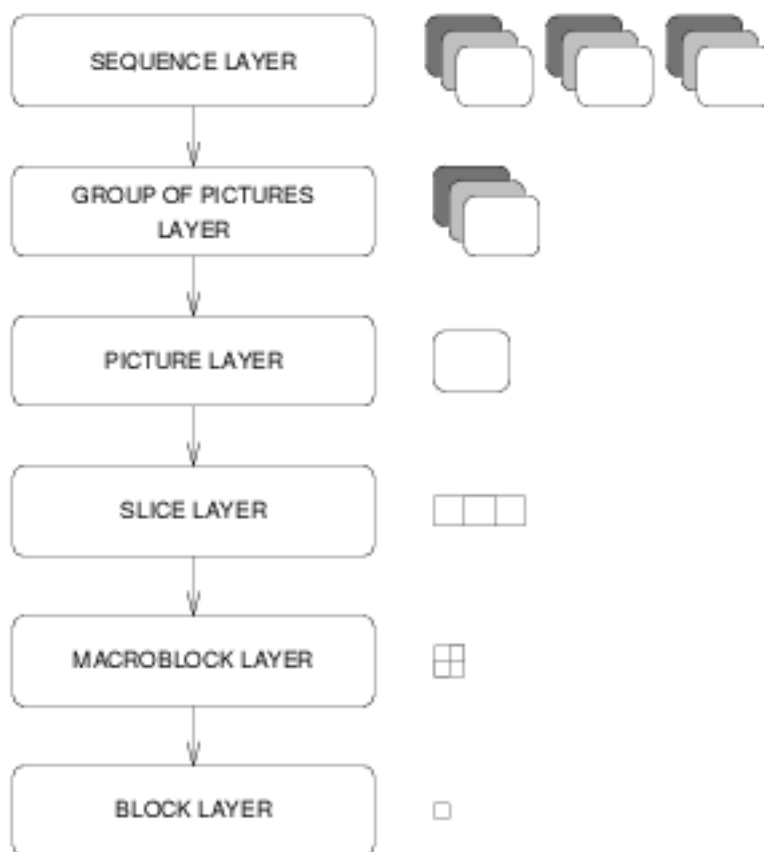 SEQUENCE LAYER
GROUP OF PICTURES
LAYER
PICTURE LAYER
SLICE LAYER
MACROBLOCK LAYER
BLOCK LAYER